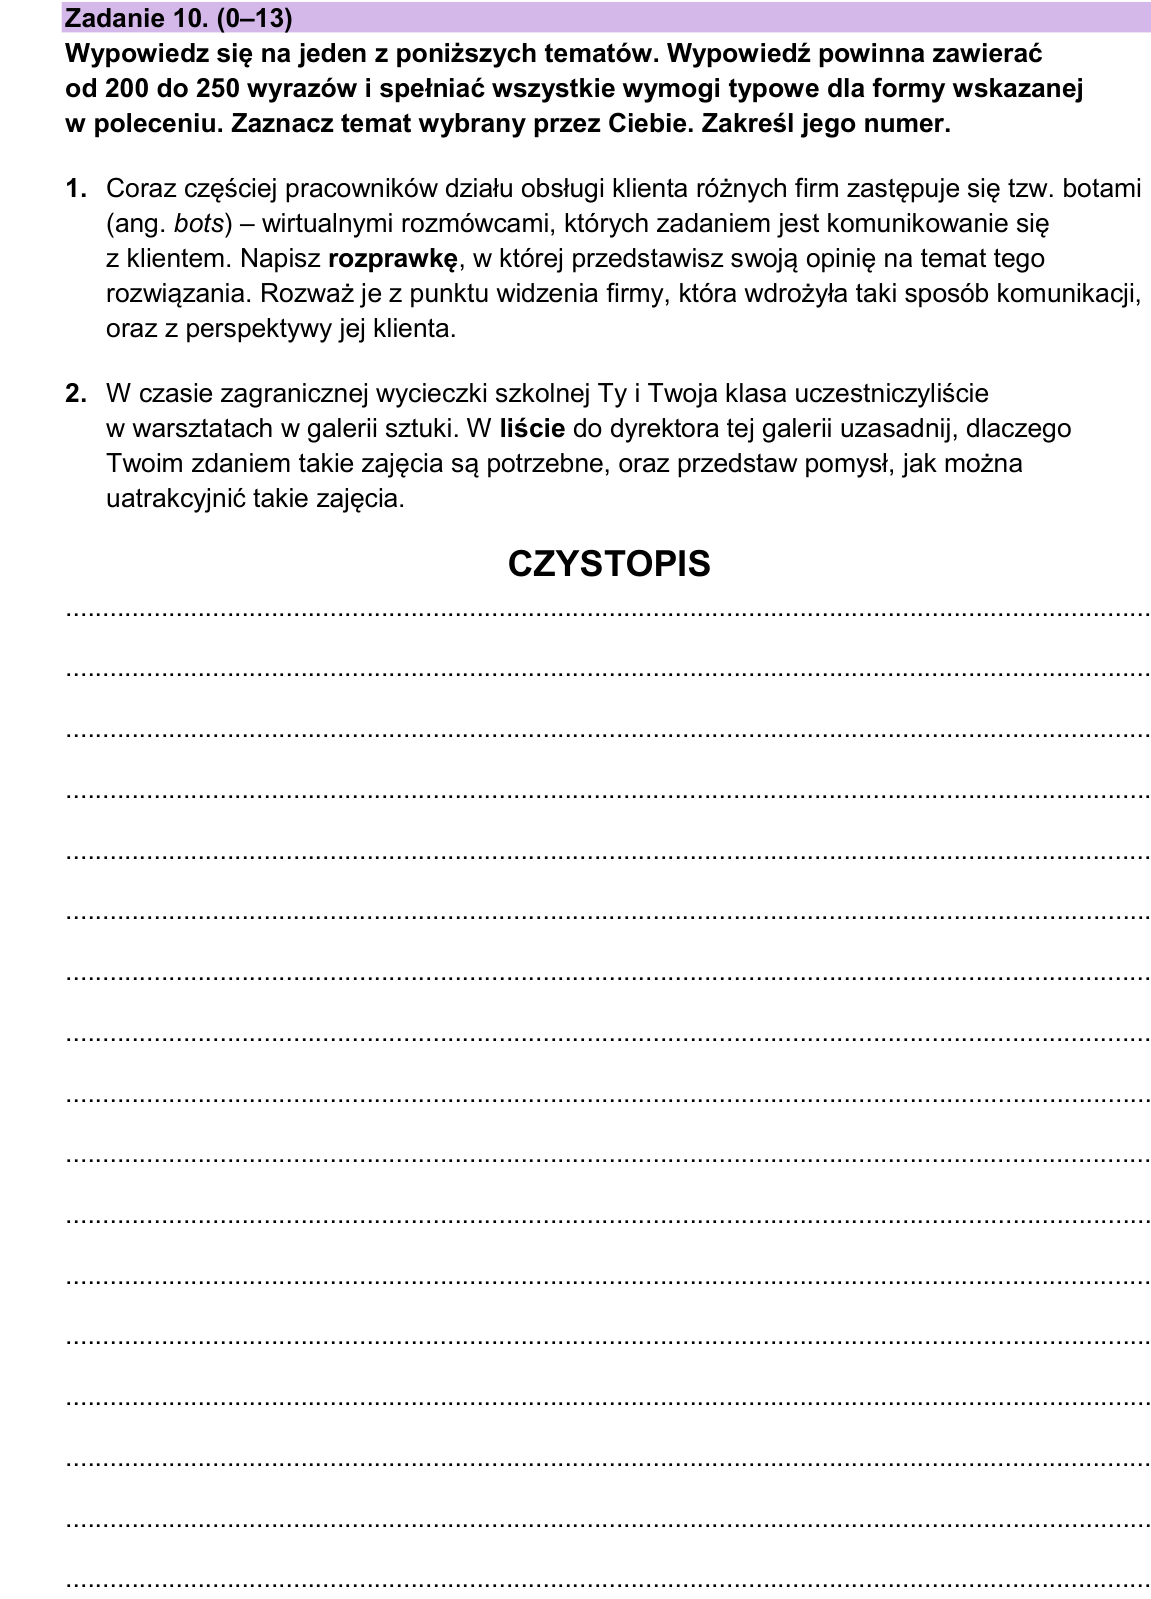 Zadanie 10. (0–13)
Wypowiedz się na jeden z poniższych tematów. Wypowiedź powinna zawierać
od 200 do 250 wyrazów i spełniać wszystkie wymogi typowe dla formy wskazanej
w poleceniu. Zaznacz temat wybrany przez Ciebie. Zakreśl jego numer.
1. Coraz częściej pracowników działu obsługi klienta różnych firm zastępuje się tzw. botami
(ang. bots) – wirtualnymi rozmówcami, których zadaniem jest komunikowanie się
z klientem. Napisz rozprawkę, w której przedstawisz swoją opinię na temat tego
rozwiązania. Rozważ je z punktu widzenia firmy, która wdrożyła taki sposób komunikacji,
oraz z perspektywy jej klienta.
2. W czasie zagranicznej wycieczki szkolnej Ty i Twoja klasa uczestniczyliście
w warsztatach w galerii sztuki. W liście do dyrektora tej galerii uzasadnij, dlaczego
Twoim zdaniem takie zajęcia są potrzebne, oraz przedstaw pomysł, jak można
uatrakcyjnić takie zajęcia.
CZYSTOPIS